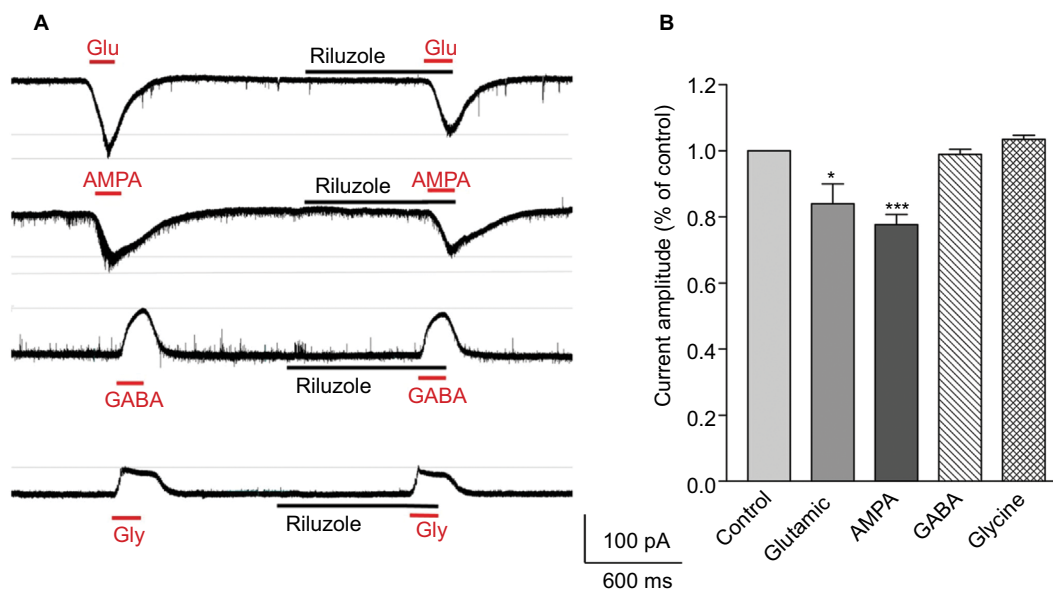 A
Glu
Riluzole
Glu
AMPA
Riluzole
AMPA
GABA
Riluzole
GABA
Gly
Riluzole
Gly
100 pA
600 ms
B
Current amplitude (% of control)
1.2
1.0
0.8
0.6
0.4
0.2
0.0
*
***
Control
Glutamic
AMPA
GABA
Glycine